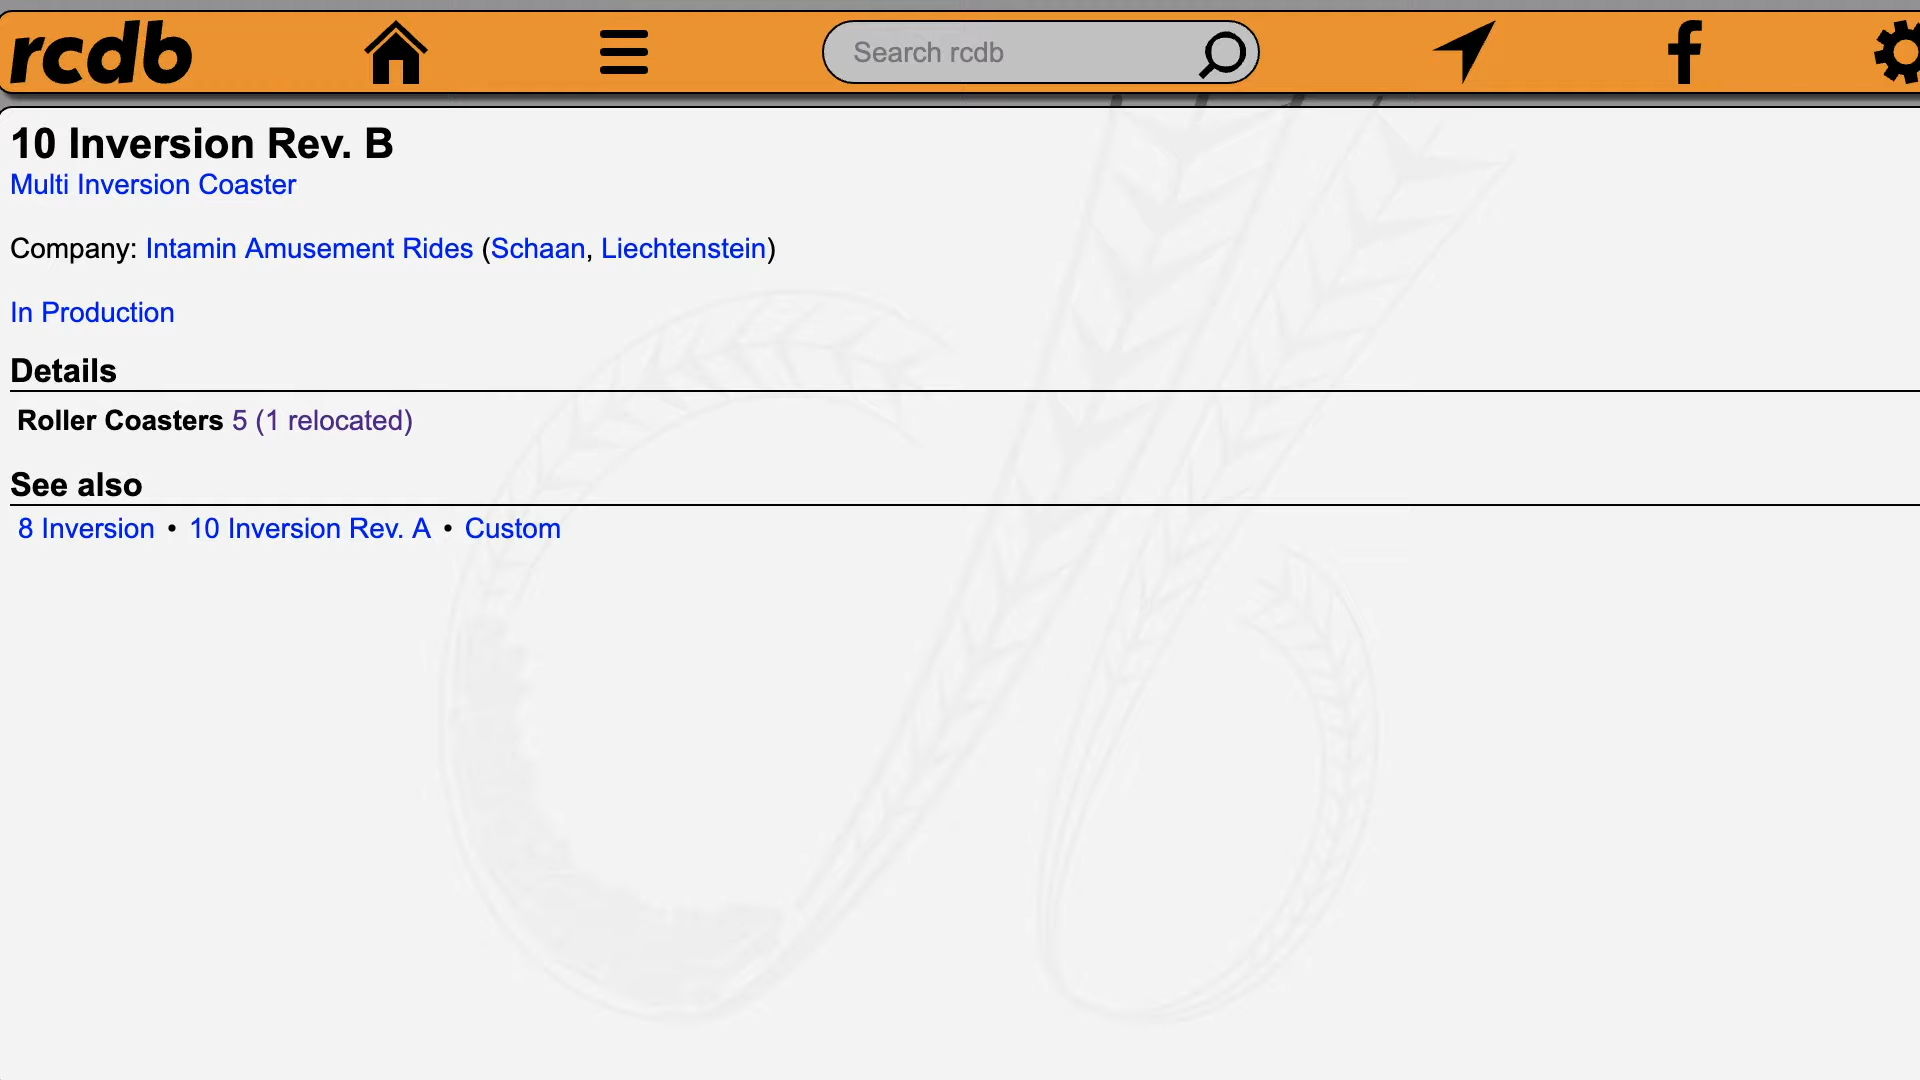 rcdb
Search rcdb
10 Inversion Rev. B
Multi Inversion Coaster
Company: Intamin Amusement Rides (Schaan, Liechtenstein)
In Production
Details
Roller Coasters 5 (1 relocated)
See also
8 Inversion • 10 Inversion Rev. A • Custom